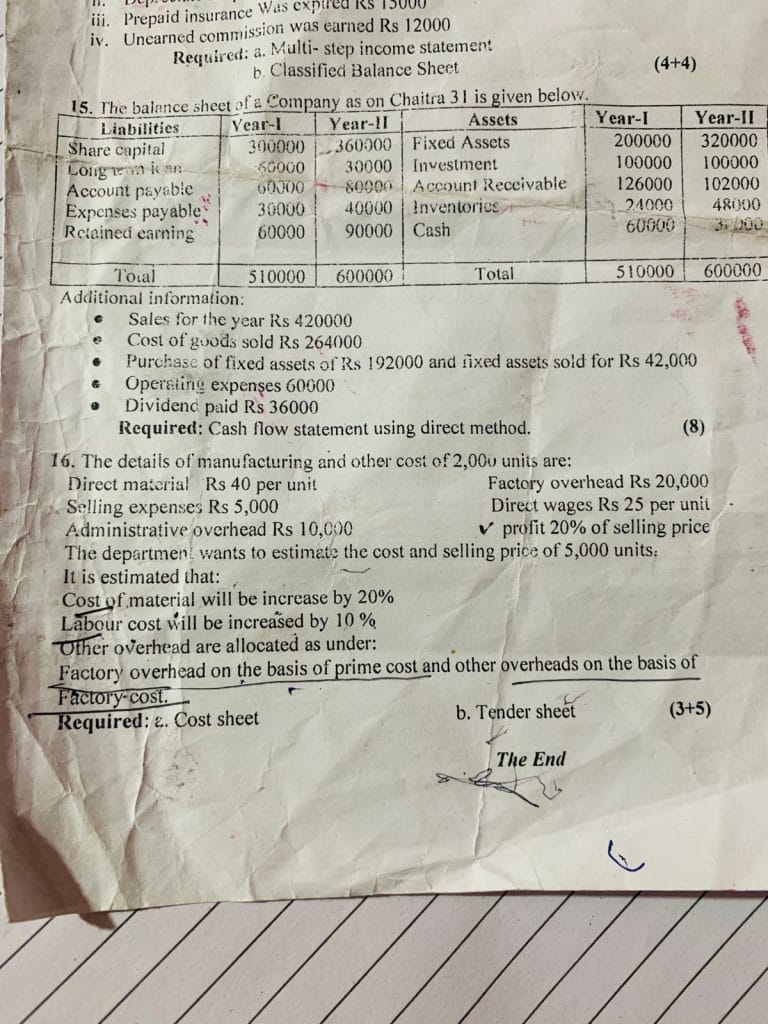 iii. Prepaid insurance Was expired Rs 15000
iv. Unearned commission was earned Rs 12000
Required: a. Multi- step income statement
b. Classified Balance Sheet (4+4)
15. The balance sheet of a Company as on Chaitra 31 is given below.
Liabilities Year-I Year-II Assets Year-I Year-II
Share capital 300000 360000 Fixed Assets 200000 320000
Long 60000 30000 Investment 100000 100000
Account payable 60000 80000 Account Receivable 126000 102000
Expenses payable 30000 40000 Inventories 24000 48000
Retained earning 60000 90000 Cash 60000
Total 510000 600000 Total 510000 600000
Additional information:
• Sales for the year Rs 420000
• Cost of goods sold Rs 264000
• Purchase of fixed assets of Rs 192000 and fixed assets sold for Rs 42,000
• Operating expenses 60000
• Dividend paid Rs 36000
Required: Cash flow statement using direct method. (8)
16. The details of manufacturing and other cost of 2,000 units are:
Direct material Rs 40 per unit Factory overhead Rs 20,000
Selling expenses Rs 5,000 Direct wages Rs 25 per unit
Administrative overhead Rs 10,000 ✓ profit 20% of selling price
The department wants to estimate the cost and selling price of 5,000 units.
It is estimated that:
Cost of material will be increase by 20%
Labour cost will be increased by 10 %
Other overhead are allocated as under:
Factory overhead on the basis of prime cost and other overheads on the basis of
Factory cost.
Required: a. Cost sheet b. Tender sheet (3+5)
The End